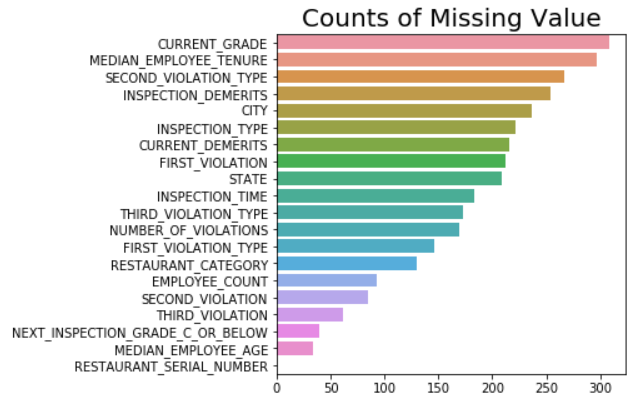 Counts of Missing Value
CURRENT_GRADE
MEDIAN_EMPLOYEE_TENURE
SECOND_VIOLATION_TYPE
INSPECTION_DEMERITS
CITY
INSPECTION_TYPE
CURRENT_DEMERITS
FIRST_VIOLATION
STATE
INSPECTION_TIME
THIRD_VIOLATION_TYPE
NUMBER_OF_VIOLATIONS
FIRST_VIOLATION_TYPE
RESTAURANT_CATEGORY
EMPLOYEE_COUNT
SECOND_VIOLATION
THIRD_VIOLATION
NEXT_INSPECTION_GRADE_C_OR_BELOW
MEDIAN_EMPLOYEE_AGE
RESTAURANT_SERIAL_NUMBER
0 50 100 150 200 250 300